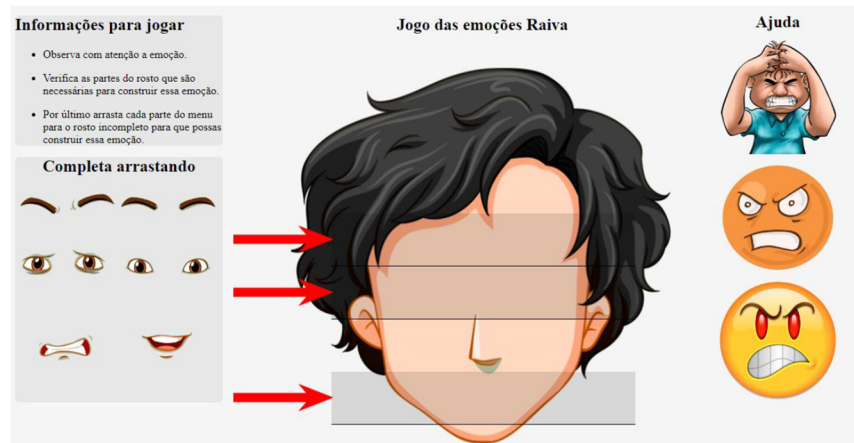 Informações para jogar
Observa com atenção a emoção.
Verifica as partes do rosto que são
necessárias para construir essa emoção.
Por último arrasta cada parte do menu
para o rosto incompleto para que possas
construir essa emoção.
Completa arrastando
Jogo das emoções Raiva
Ajuda